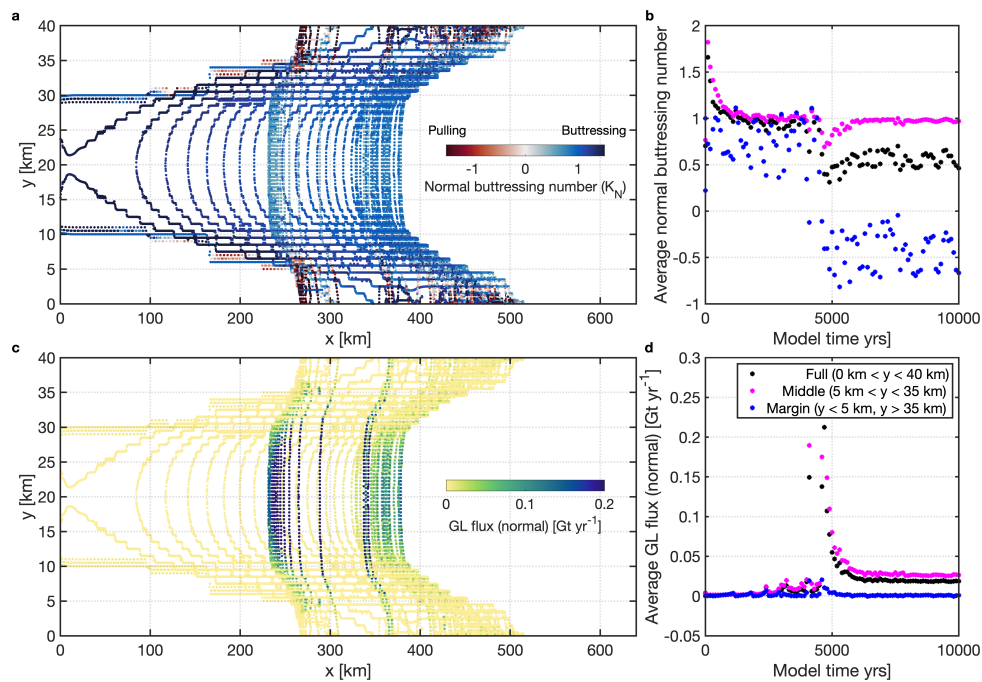 a
y [km]
40
35
30
25
20
15
10
5
0
Pulling Buttressing
-1 0 1
Normal buttressing number (K_N)
0 100 200 300 400 500 600
x [km]
b
Average normal buttressing number
2
1.5
1
0.5
0
-0.5
-1
0 5000 10000
Model time yrs]
c
y [km]
40
35
30
25
20
15
10
5
0
0 0.1 0.2
GL flux (normal) [Gt yr⁻¹]
0 100 200 300 400 500 600
x [km]
d
Average GL flux (normal) [Gt yr⁻¹]
0.3
0.25
0.2
0.15
0.1
0.05
0
-0.05
Full (0 km < y < 40 km)
Middle (5 km < y < 35 km)
Margin (y < 5 km, y > 35 km)
0 5000 10000
Model time yrs]